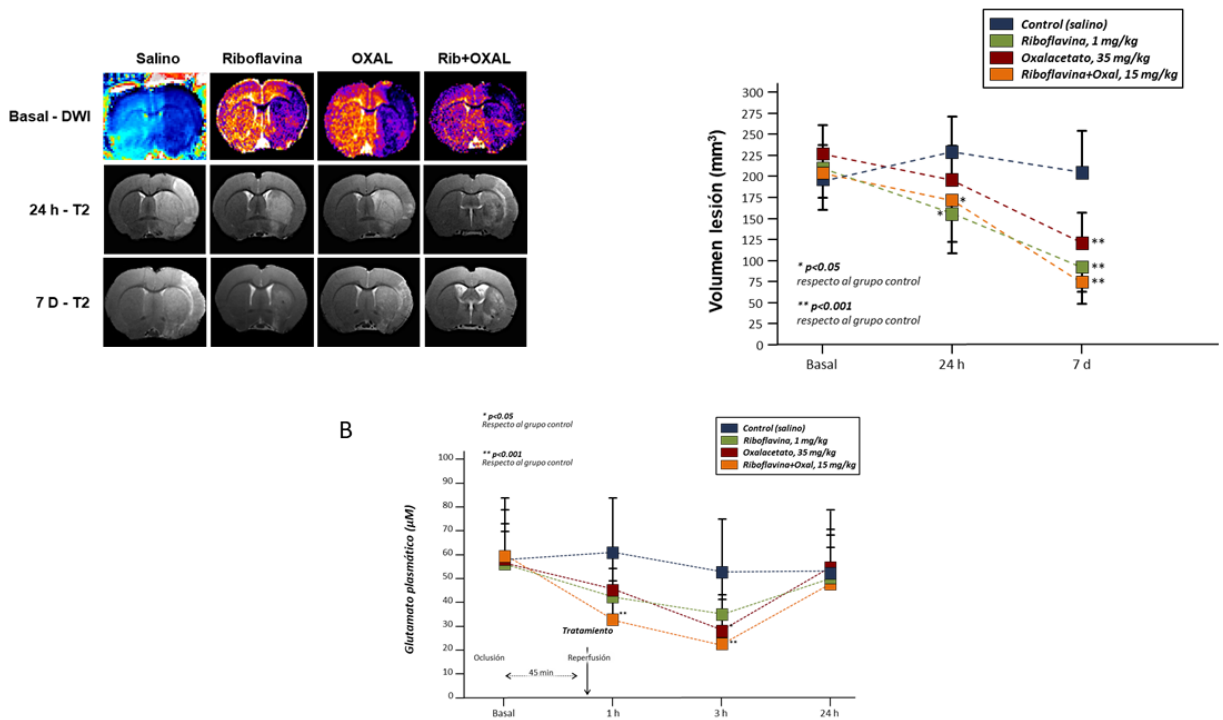 Salino Riboflavina OXAL Rib+OXAL
Basal - DWI
24 h - T2
7 D - T2
Control (salino)
Riboflavina, 1 mg/kg
Oxalacetato, 35 mg/kg
Riboflavina+Oxal, 15 mg/kg
Volumen lesión (mm³)
300
275
250
225
200
175
150
125
100
75
50
25
0
*
*
**
**
**
* p<0.05
respecto al grupo control
** p<0.001
respecto al grupo control
Basal 24 h 7 d
B
* p<0.05
Respecto al grupo control
** p<0.001
Respecto al grupo control
Control (salino)
Riboflavina, 1 mg/kg
Oxalacetato, 35 mg/kg
Riboflavina+Oxal, 15 mg/kg
Glutamato plasmático (μM)
100
90
80
70
60
50
40
30
20
10
0
**
*
**
Tratamiento
Oclusión Reperfusión
45 min
Basal 1 h 3 h 24 h